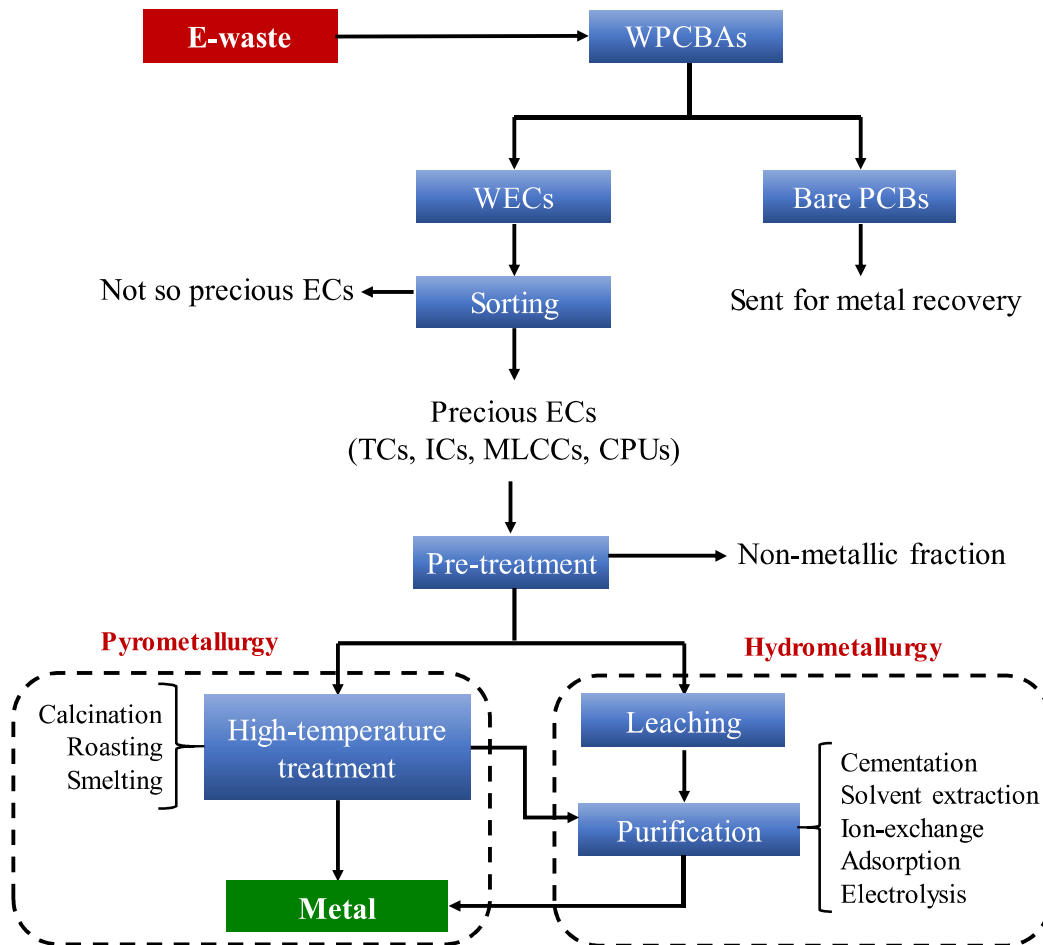 E-waste
WPCBAs
WECs
Bare PCBs
Not so precious ECs
Sorting
Sent for metal recovery
Precious ECs
(TCs, ICs, MLCCs, CPUs)
Pre-treatment
Non-metallic fraction
Pyrometallurgy
Hydrometallurgy
Calcination
Roasting
Smelting
High-temperature
treatment
Leaching
Purification
Cementation
Solvent extraction
Ion-exchange
Adsorption
Electrolysis
Metal